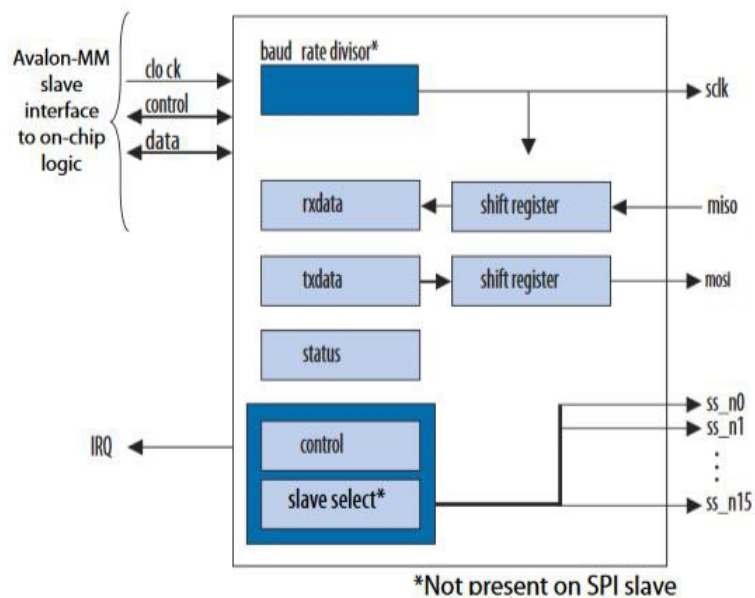 Avalon-MM
slave
interface
to on-chip
logic
clo ck
control
data
baud rate divisor*
sclk
rxdata
shift register
miso
txdata
shift register
mosi
status
IRQ
control
slave select*
ss_n0
ss_n1
ss_n15
*Not present on SPI slave